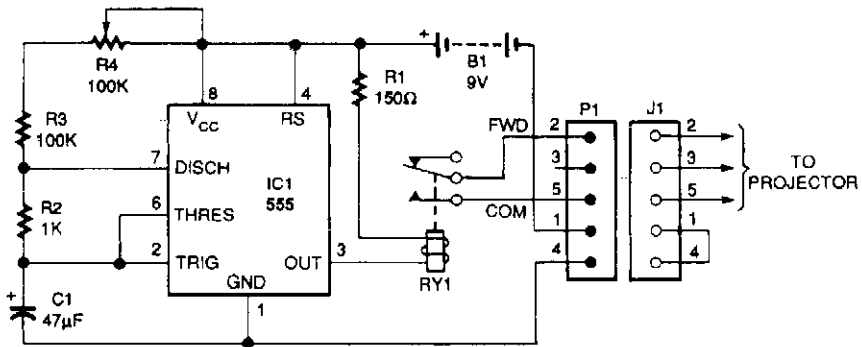 R4
100K
+
B1
9V
R1
150Ω
P1
J1
8
4
R3
100K
V_CC
RS
FWD
2
2
7
DISCH
3
3
TO
PROJECTOR
IC1
555
5
5
R2
1K
6
THRES
COM
1
1
2
TRIG
OUT
3
4
4
GND
RY1
+
C1
47µF
1